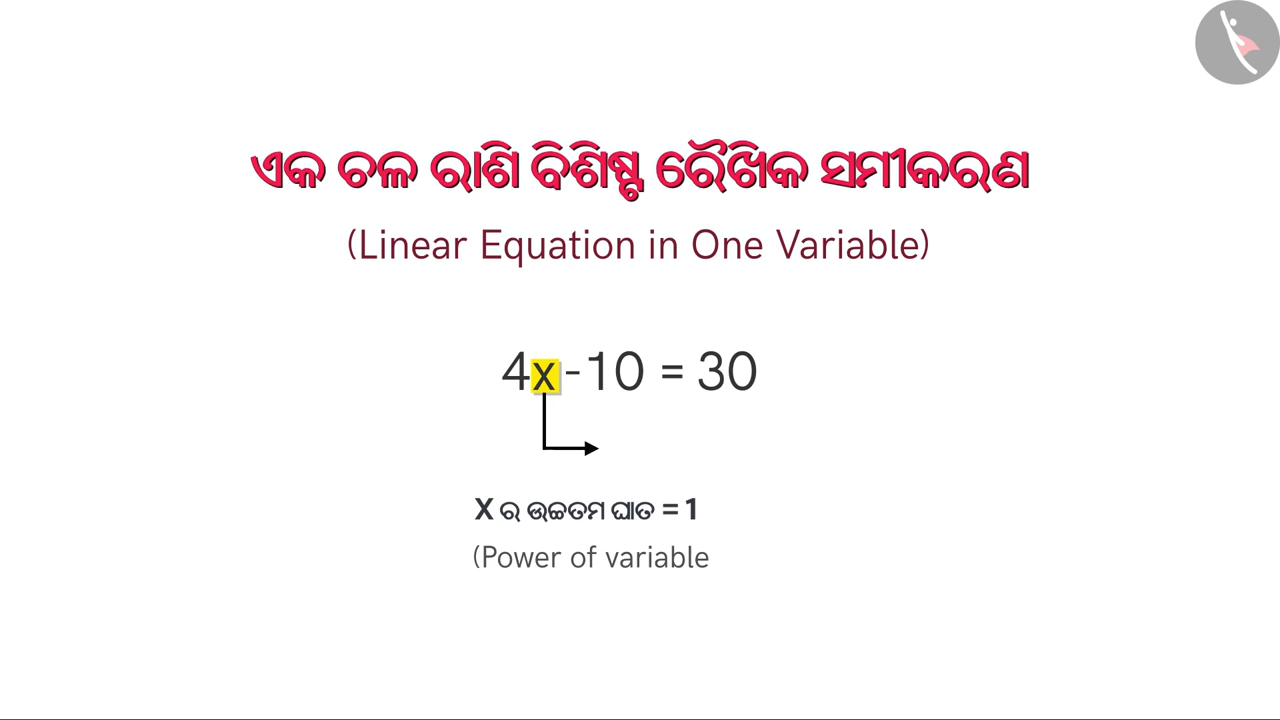 ଏକ ଚଳ ରାଶି ବିଶିଷ୍ଟ ରୈଖିକ ସମୀକରଣ
(Linear Equation in One Variable)
4x-10 = 30
X ର ଉଚ୍ଚତମ ଘାତ = 1
(Power of variable